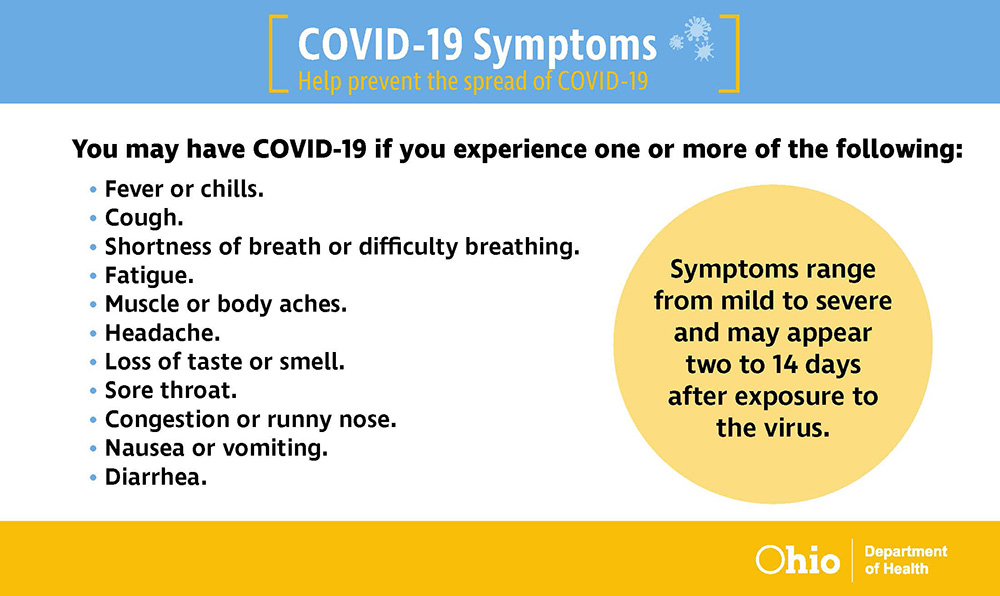 COVID-19 Symptoms
Help prevent the spread of COVID-19
You may have COVID-19 if you experience one or more of the following:
• Fever or chills.
• Cough.
• Shortness of breath or difficulty breathing.
• Fatigue.
• Muscle or body aches.
• Headache.
• Loss of taste or smell.
• Sore throat.
• Congestion or runny nose.
• Nausea or vomiting.
• Diarrhea.
Symptoms range
from mild to severe
and may appear
two to 14 days
after exposure to
the virus.
Ohio
Department
of Health